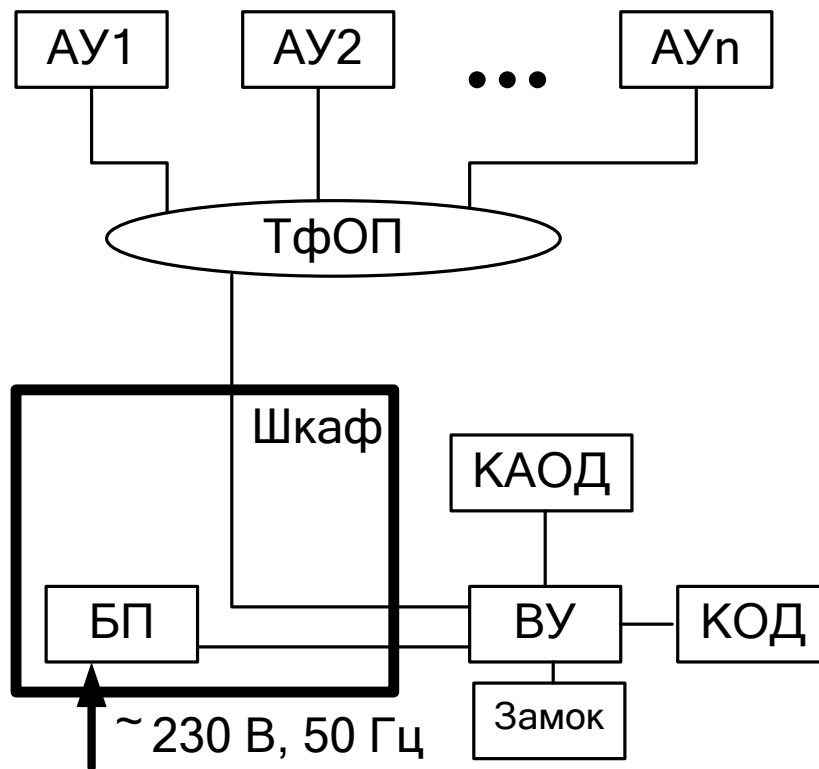 АУ1 АУ2 ••• АУn
ТфОП
Шкаф
КАОД
БП ВУ КОД
Замок
~ 230 В, 50 Гц